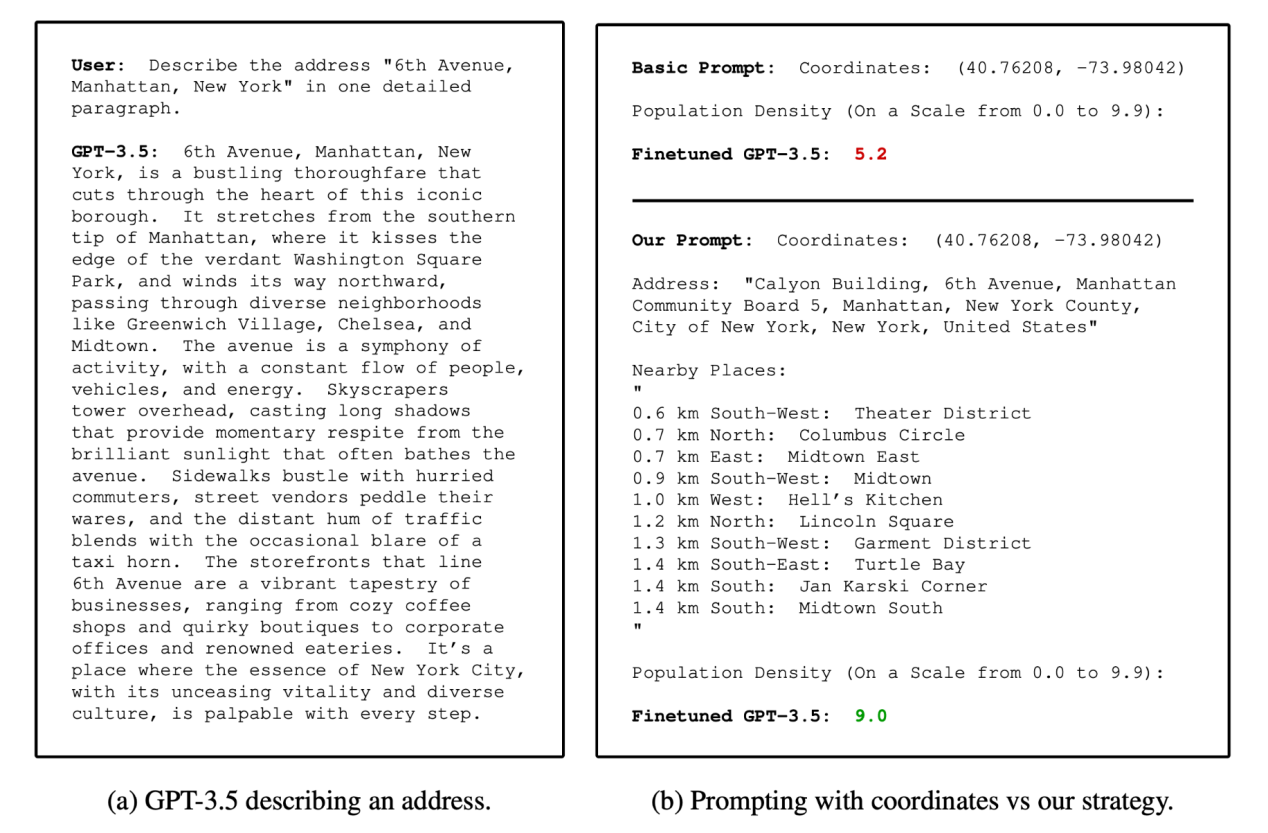 User: Describe the address "6th Avenue,
Manhattan, New York" in one detailed
paragraph.
GPT-3.5: 6th Avenue, Manhattan, New
York, is a bustling thoroughfare that
cuts through the heart of this iconic
borough. It stretches from the southern
tip of Manhattan, where it kisses the
edge of the verdant Washington Square
Park, and winds its way northward,
passing through diverse neighborhoods
like Greenwich Village, Chelsea, and
Midtown. The avenue is a symphony of
activity, with a constant flow of people,
vehicles, and energy. Skyscrapers
tower overhead, casting long shadows
that provide momentary respite from the
brilliant sunlight that often bathes the
avenue. Sidewalks bustle with hurried
commuters, street vendors peddle their
wares, and the distant hum of traffic
blends with the occasional blare of a
taxi horn. The storefronts that line
6th Avenue are a vibrant tapestry of
businesses, ranging from cozy coffee
shops and quirky boutiques to corporate
offices and renowned eateries. It's a
place where the essence of New York City,
with its unceasing vitality and diverse
culture, is palpable with every step.
(a) GPT-3.5 describing an address.
Basic Prompt: Coordinates: (40.76208, -73.98042)
Population Density (On a Scale from 0.0 to 9.9):
Finetuned GPT-3.5: 5.2
Our Prompt: Coordinates: (40.76208, -73.98042)
Address: "Calyon Building, 6th Avenue, Manhattan
Community Board 5, Manhattan, New York County,
City of New York, New York, United States"
Nearby Places:
"
0.6 km South-West: Theater District
0.7 km North: Columbus Circle
0.7 km East: Midtown East
0.9 km South-West: Midtown
1.0 km West: Hell's Kitchen
1.2 km North: Lincoln Square
1.3 km South-West: Garment District
1.4 km South-East: Turtle Bay
1.4 km South: Jan Karski Corner
1.4 km South: Midtown South
"
Population Density (On a Scale from 0.0 to 9.9):
Finetuned GPT-3.5: 9.0
(b) Prompting with coordinates vs our strategy.